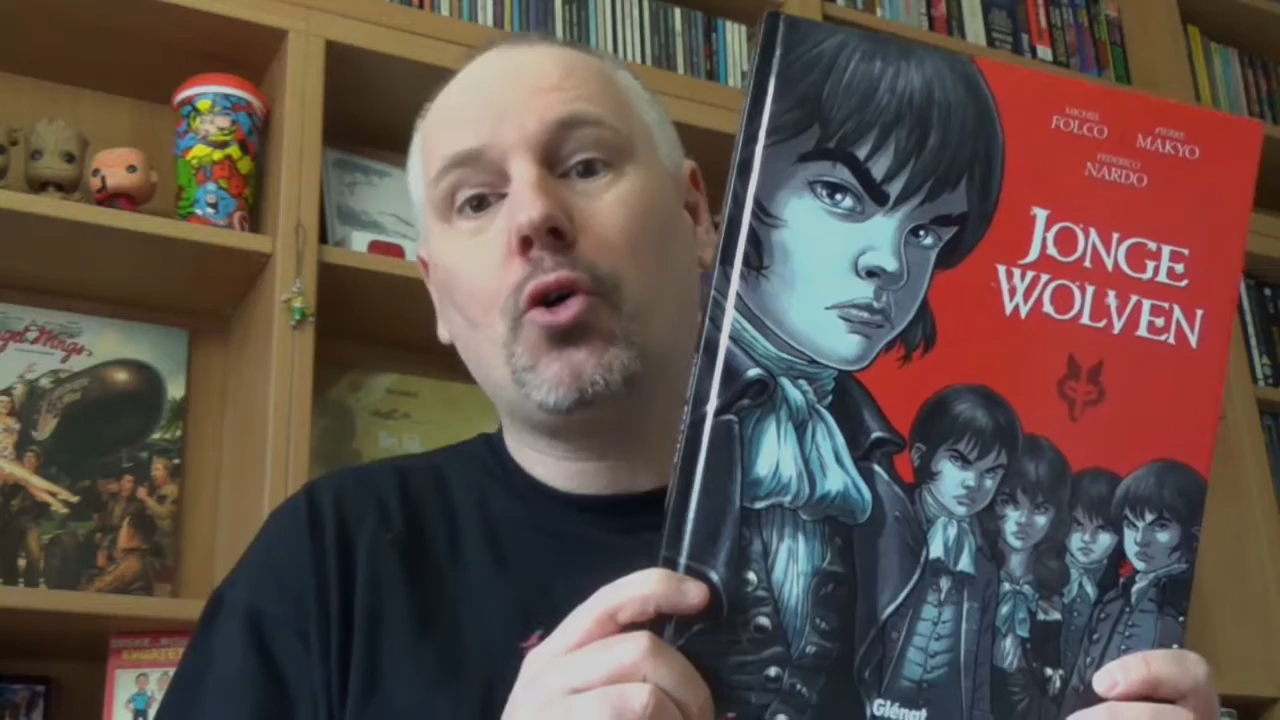 MICHEL
FOLCO
PIERRE
MAKYO
FEDERICO
NARDO
JONGE
WOLVEN
Glénat